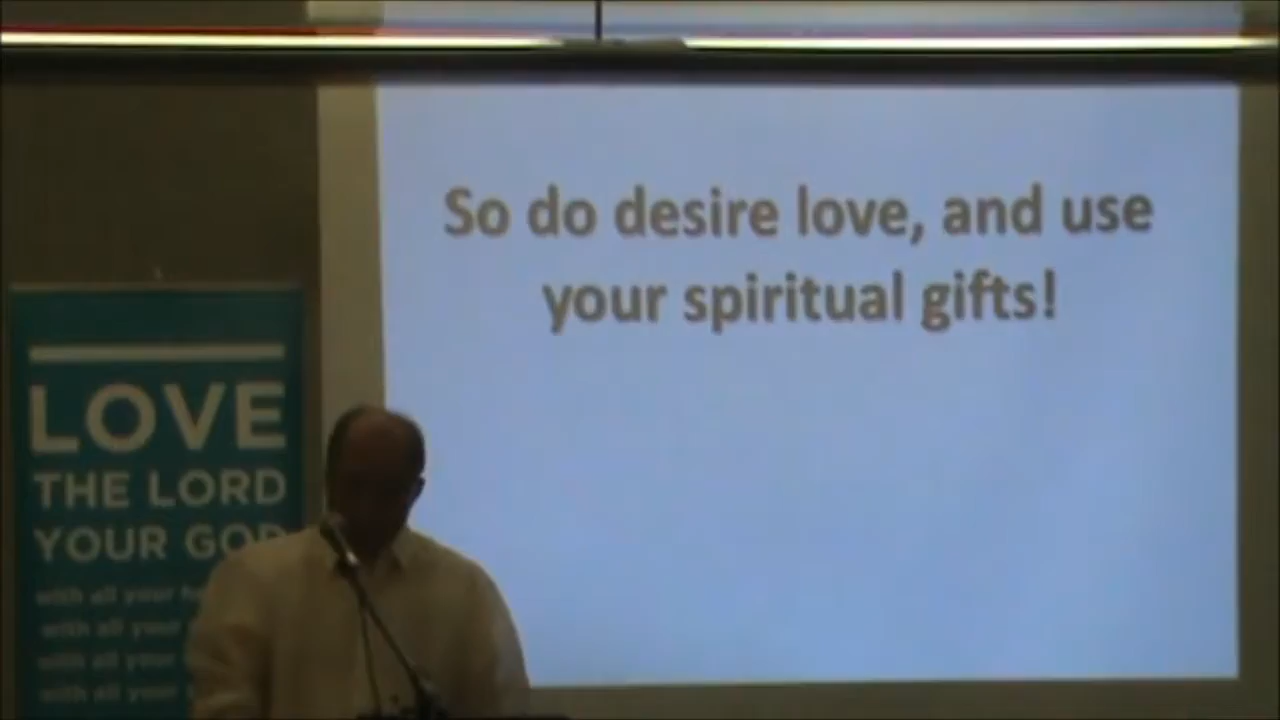 So do desire love, and use
your spiritual gifts!
LOVE
THE LORD
YOUR GOD
with all your
with all your
with all your
with all your